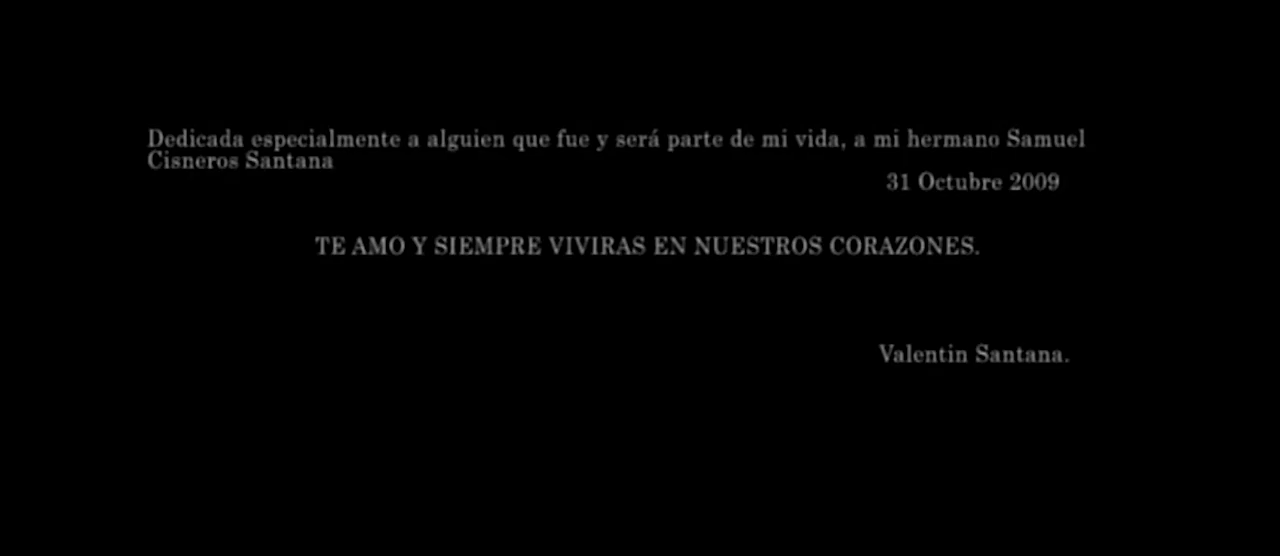 Dedicada especialmente a alguien que fue y será parte de mi vida, a mi hermano Samuel
Cisneros Santana
31 Octubre 2009
TE AMO Y SIEMPRE VIVIRAS EN NUESTROS CORAZONES.
Valentin Santana.